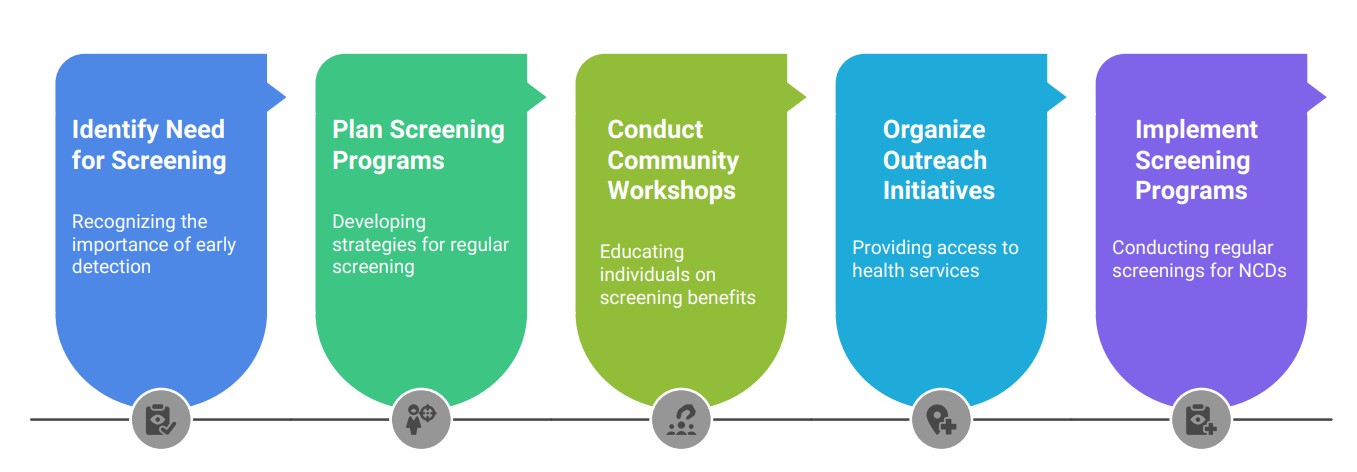 Identify Need
for Screening
Recognizing the
importance of early
detection
Plan Screening
Programs
Developing
strategies for regular
screening
Conduct
Community
Workshops
Educating
individuals on
screening benefits
Organize
Outreach
Initiatives
Providing access to
health services
Implement
Screening
Programs
Conducting regular
screenings for NCDs